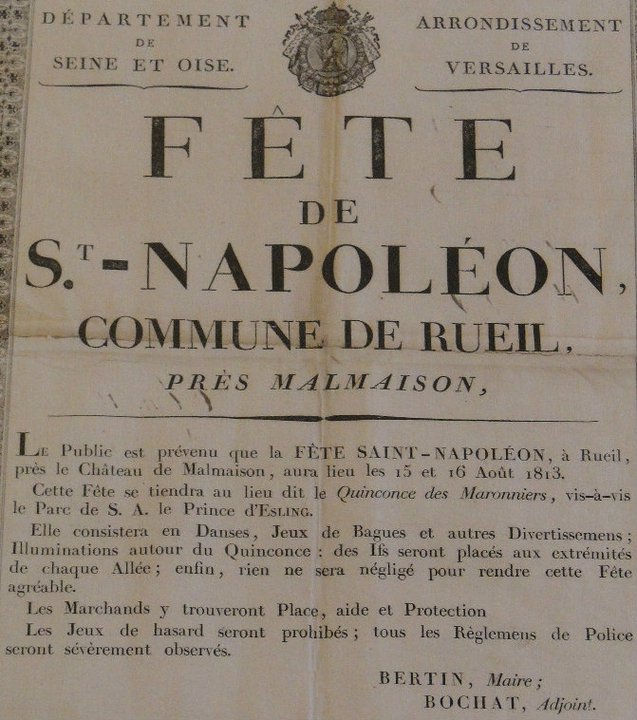 DÉPARTEMENT
DE
SEINE ET OISE.
ARRONDISSEMENT
DE
VERSAILLES.
FÊTE
DE
S.T-NAPOLÉON,
COMMUNE DE RUEIL,
PRÈS MALMAISON,
LE Public est prévenu que la FÊTE SAINT-NAPOLÉON, à Rueil,
près le Château de Malmaison, aura lieu les 15 et 16 Août 1813.
Cette Fête se tiendra au lieu dit le Quinconce des Maronniers, vis-à-vis
le Parc de S. A. le Prince d'ESLING.
Elle consistera en Danses, Jeux de Bagues et autres Divertissemens;
Illuminations autour du Quinconce: des Ifs seront placés aux extrémités
de chaque Allée; enfin, rien ne sera négligé pour rendre cette Fête
agréable.
Les Marchands y trouveront Place, aide et Protection
Les Jeux de hasard seront prohibés; tous les Règlemens de Police
seront sévèrement observés.
BERTIN, Maire;
BOCHAT, Adjoint.